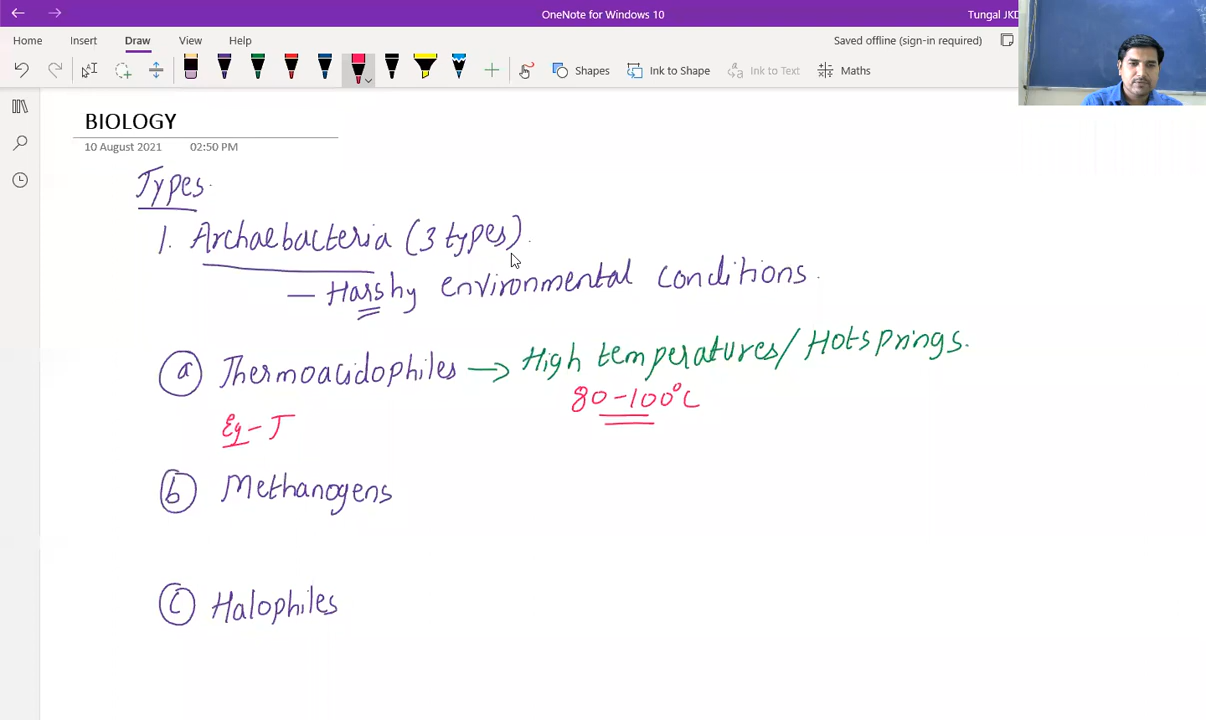 OneNote for Windows 10
Tungal JKD
Home Insert Draw View Help
Saved offline (sign-in required)
Shapes Ink to Shape Ink to Text Maths
BIOLOGY
10 August 2021 02:50 PM
Types.
1. Archaebacteria (3 types).
— Harshy environmental conditions.
(a) Thermoacidophiles → High temperatures/Hotsprings.
80-100°C
Eg - T
(b) Methanogens
(c) Halophiles